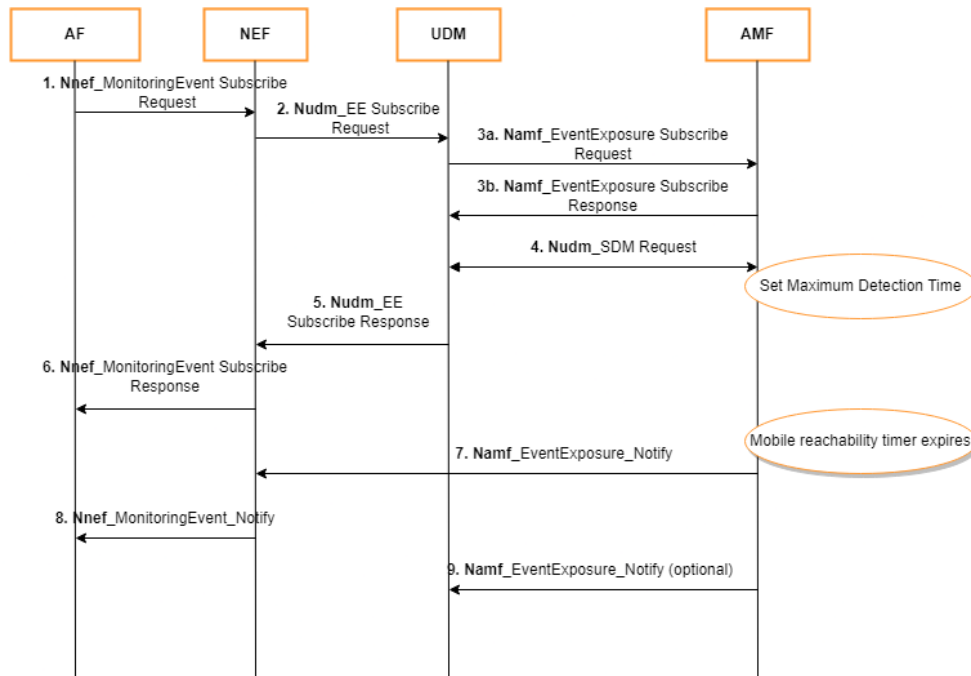 AF
NEF
UDM
AMF
1. Nnef_MonitoringEvent Subscribe
Request
2. Nudm_EE Subscribe
Request
3a. Namf_EventExposure Subscribe
Request
3b. Namf_EventExposure Subscribe
Response
4. Nudm_SDM Request
Set Maximum Detection Time
5. Nudm_EE
Subscribe Response
6. Nnef_MonitoringEvent Subscribe
Response
Mobile reachability timer expires
7. Namf_EventExposure_Notify
8. Nnef_MonitoringEvent_Notify
9. Namf_EventExposure_Notify (optional)